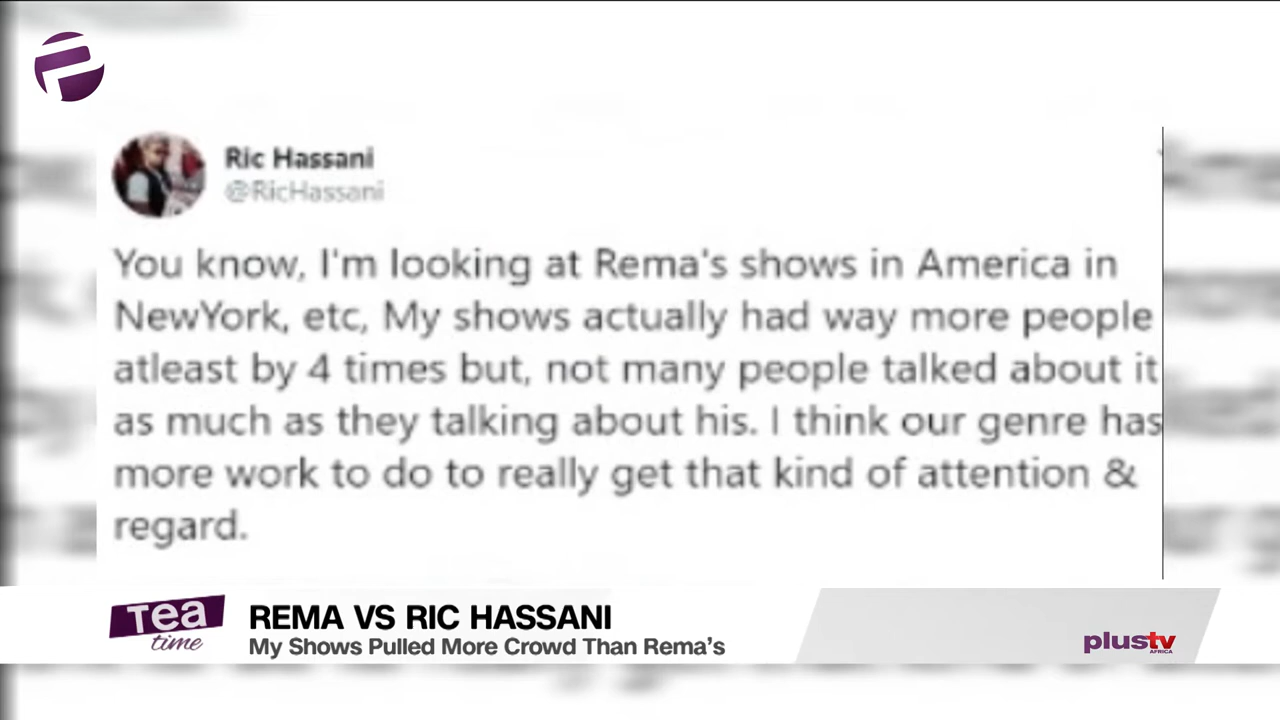 Ric Hassani
@RicHassani
You know, I'm looking at Rema's shows in America in
NewYork, etc, My shows actually had way more people
atleast by 4 times but, not many people talked about it
as much as they talking about his. I think our genre has
more work to do to really get that kind of attention &
regard.
Tea
time
REMA VS RIC HASSANI
My Shows Pulled More Crowd Than Rema's
plustv
AFRICA